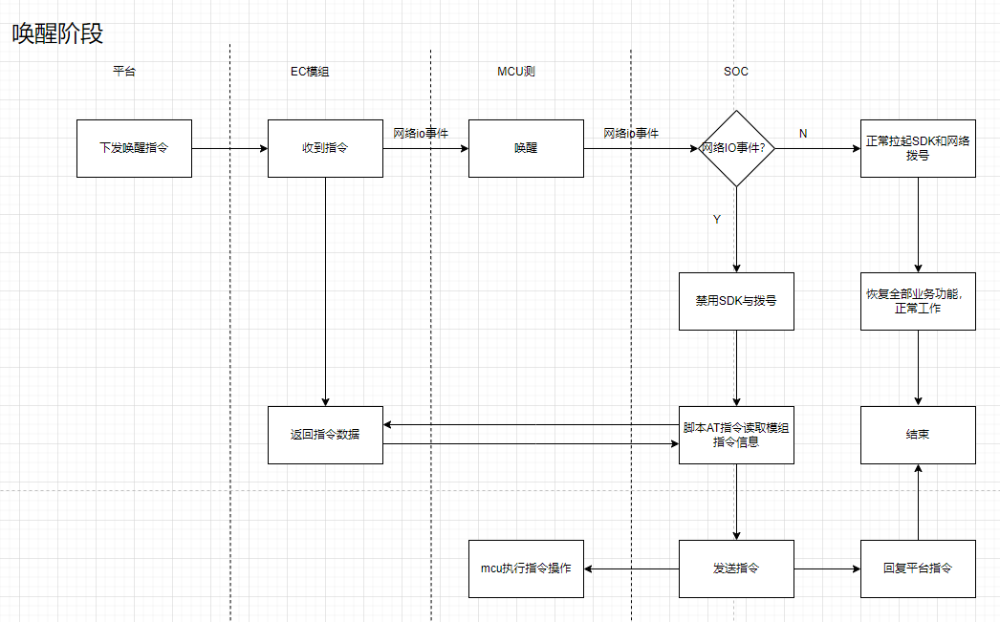 唤醒阶段
平台
EC模组
MCU测
SOC
下发唤醒指令
收到指令
网络io事件
唤醒
网络io事件
网络IO事件？
N
正常拉起SDK和网络
拨号
Y
禁用SDK与拨号
恢复全部业务功能，
正常工作
返回指令数据
脚本AT指令读取模组
指令信息
结束
mcu执行指令操作
发送指令
回复平台指令